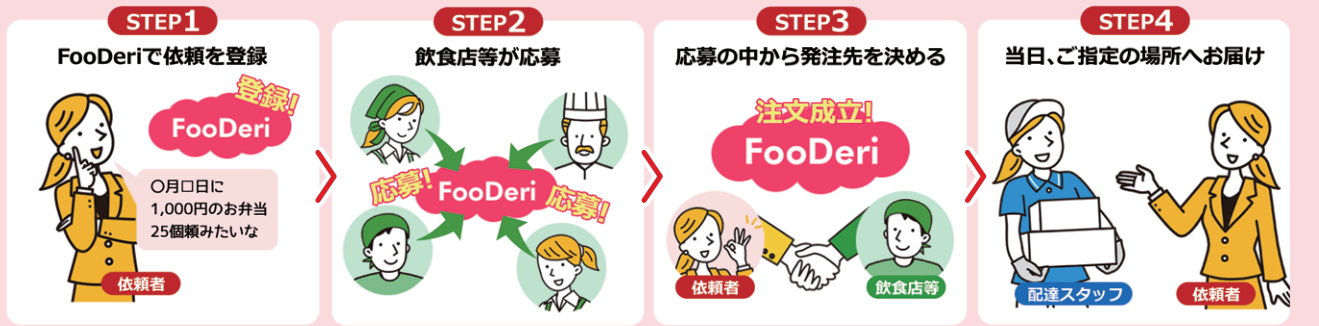 STEP1
FooDeriで依頼を登録
登録!
FooDeri
〇月□日に
1,000円のお弁当
25個頼みたいな
依頼者
STEP2
飲食店等が応募
応募!
FooDeri
応募!
STEP3
応募の中から発注先を決める
注文成立!
FooDeri
依頼者
飲食店等
STEP4
当日、ご指定の場所へお届け
配達スタッフ
依頼者